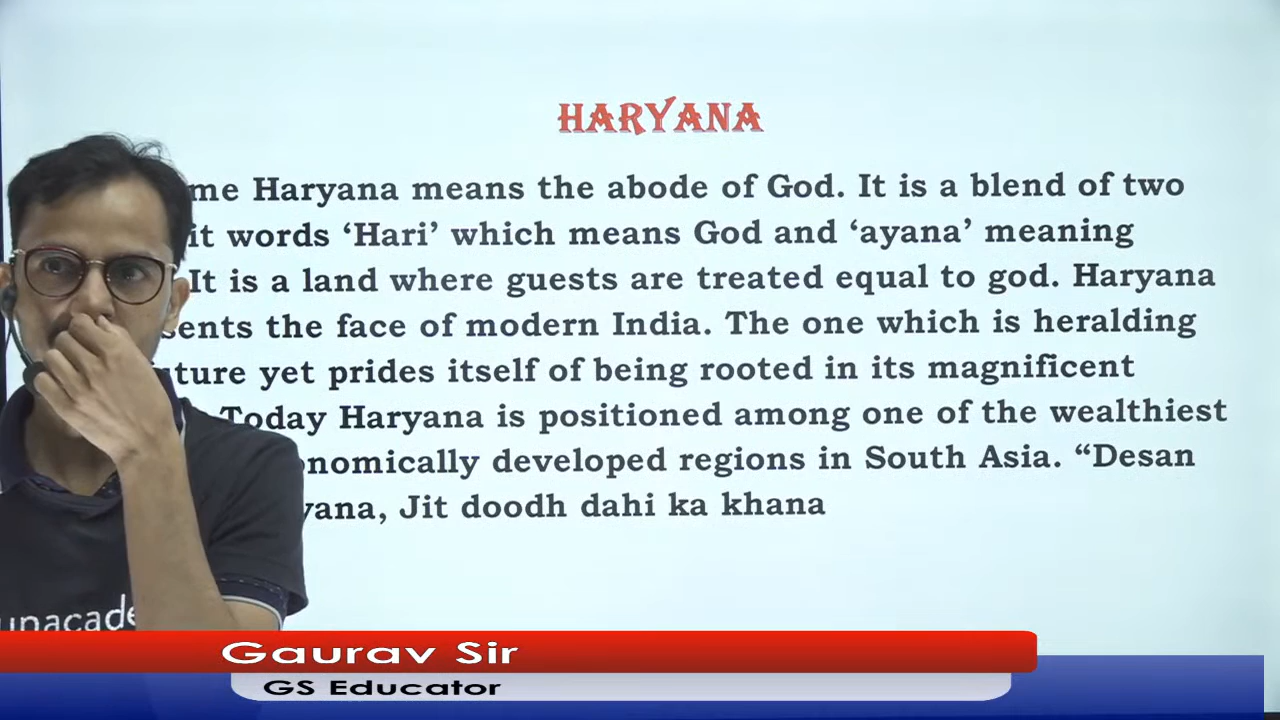 HARYANA
me Haryana means the abode of God. It is a blend of two
it words ‘Hari’ which means God and ‘ayana’ meaning
It is a land where guests are treated equal to god. Haryana
sents the face of modern India. The one which is heralding
ture yet prides itself of being rooted in its magnificent
Today Haryana is positioned among one of the wealthiest
onomically developed regions in South Asia. “Desan
yana, Jit doodh dahi ka khana
unacade
Gaurav Sir
GS Educator